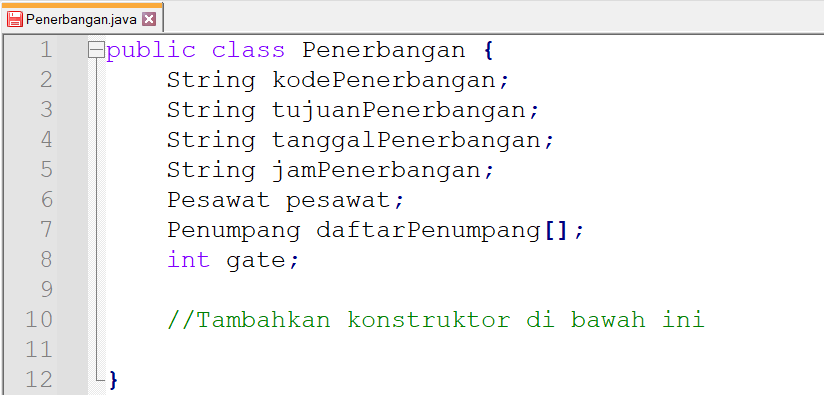 Penerbangan.java
1 public class Penerbangan {
2 String kodePenerbangan;
3 String tujuanPenerbangan;
4 String tanggalPenerbangan;
5 String jamPenerbangan;
6 Pesawat pesawat;
7 Penumpang daftarPenumpang[];
8 int gate;
9
10 //Tambahkan konstruktor di bawah ini
11
12 }